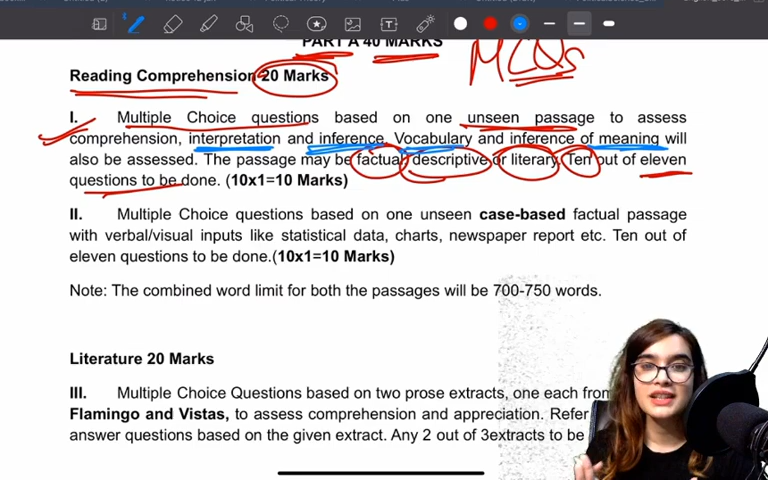 PART A 40 MARKS
MCQs
Reading Comprehension 20 Marks
I. Multiple Choice questions based on one unseen passage to assess
comprehension, interpretation and inference. Vocabulary and inference of meaning will
also be assessed. The passage may be factual, descriptive or literary. Ten out of eleven
questions to be done. (10x1=10 Marks)
II. Multiple Choice questions based on one unseen case-based factual passage
with verbal/visual inputs like statistical data, charts, newspaper report etc. Ten out of
eleven questions to be done.(10x1=10 Marks)
Note: The combined word limit for both the passages will be 700-750 words.
Literature 20 Marks
III. Multiple Choice Questions based on two prose extracts, one each from
Flamingo and Vistas, to assess comprehension and appreciation. Refer
answer questions based on the given extract. Any 2 out of 3extracts to be